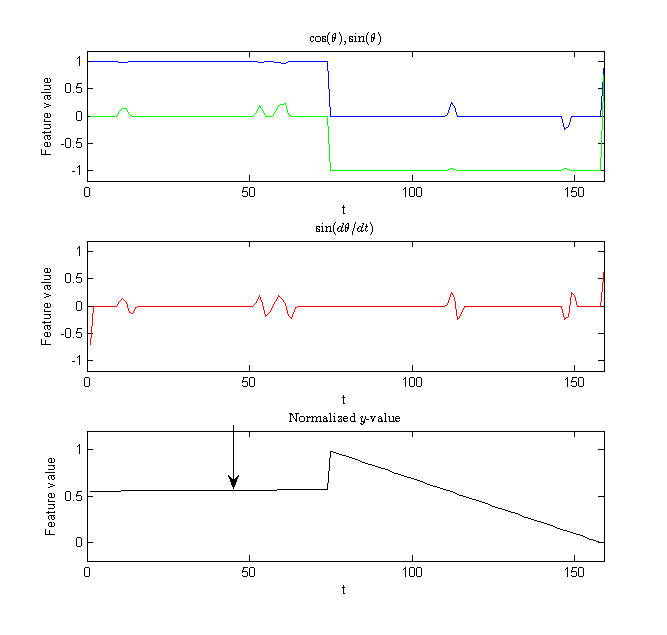 cos(θ), sin(θ)
Feature value
1
0.5
0
-0.5
-1
0 50 100 150
t
sin(dθ/dt)
Feature value
1
0.5
0
-0.5
-1
0 50 100 150
t
Normalized y-value
Feature value
1
0.5
0
0 50 100 150
t